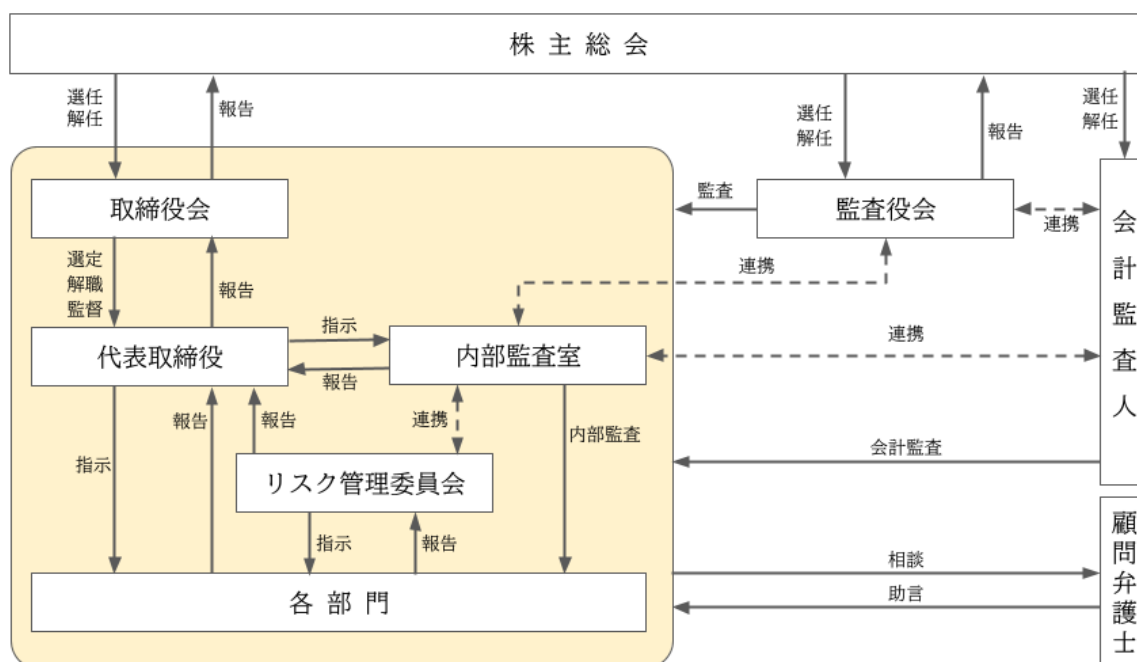 株主総会
選任
解任
報告
選任
解任
報告
選任
解任
取締役会
監査
監査役会
連携
会計監査人
選定
解職
監督
報告
連携
代表取締役
指示
報告
内部監査室
連携
指示
報告
報告
連携
内部監査
リスク管理委員会
会計監査
指示
報告
相談
助言
顧問弁護士
各部門